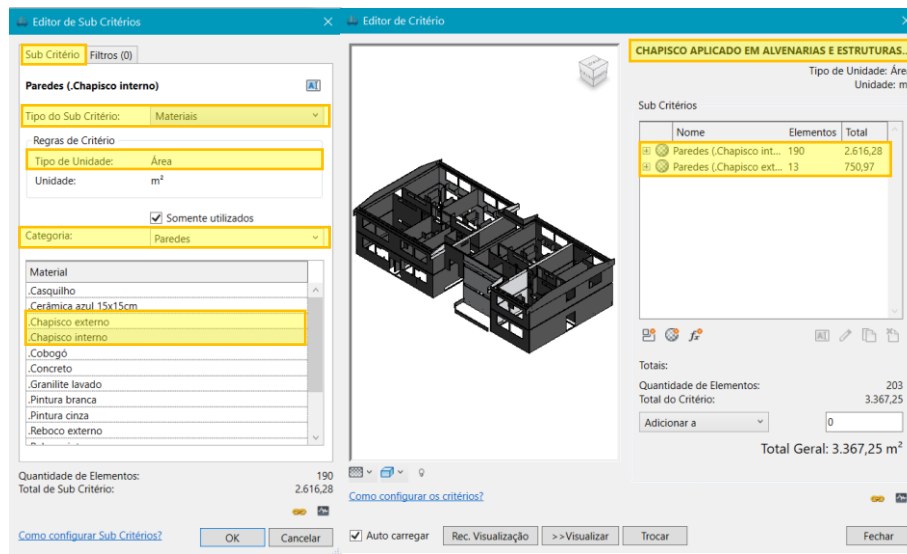 Editor de Sub Critérios
Sub Critério
Filtros (0)
Paredes (.Chapisco interno)
Tipo do Sub Critério:
Materiais
Regras de Critério
Tipo de Unidade:
Área
Unidade:
m²
Somente utilizados
Categoria:
Paredes
Material
.Casquilho
.Cerâmica azul 15x15cm
.Chapisco externo
.Chapisco interno
.Cobogó
.Concreto
.Granilite lavado
.Pintura branca
.Pintura cinza
.Reboco externo
Quantidade de Elementos:
190
Total de Sub Critério:
2.616,28
Como configurar Sub Critérios?
OK
Cancelar
Editor de Critério
CHAPISCO APLICADO EM ALVENARIAS E ESTRUTURAS...
Tipo de Unidade: Áre
Unidade: m
Sub Critérios
Nome Elementos Total
Paredes (.Chapisco int... 190 2.616,28
Paredes (.Chapisco ext... 13 750,97
Totais:
Quantidade de Elementos: 203
Total do Critério: 3.367,25
Adicionar a
0
Total Geral: 3.367,25 m²
Como configurar os critérios?
Auto carregar
Rec. Visualização
>>Visualizar
Trocar
Fechar